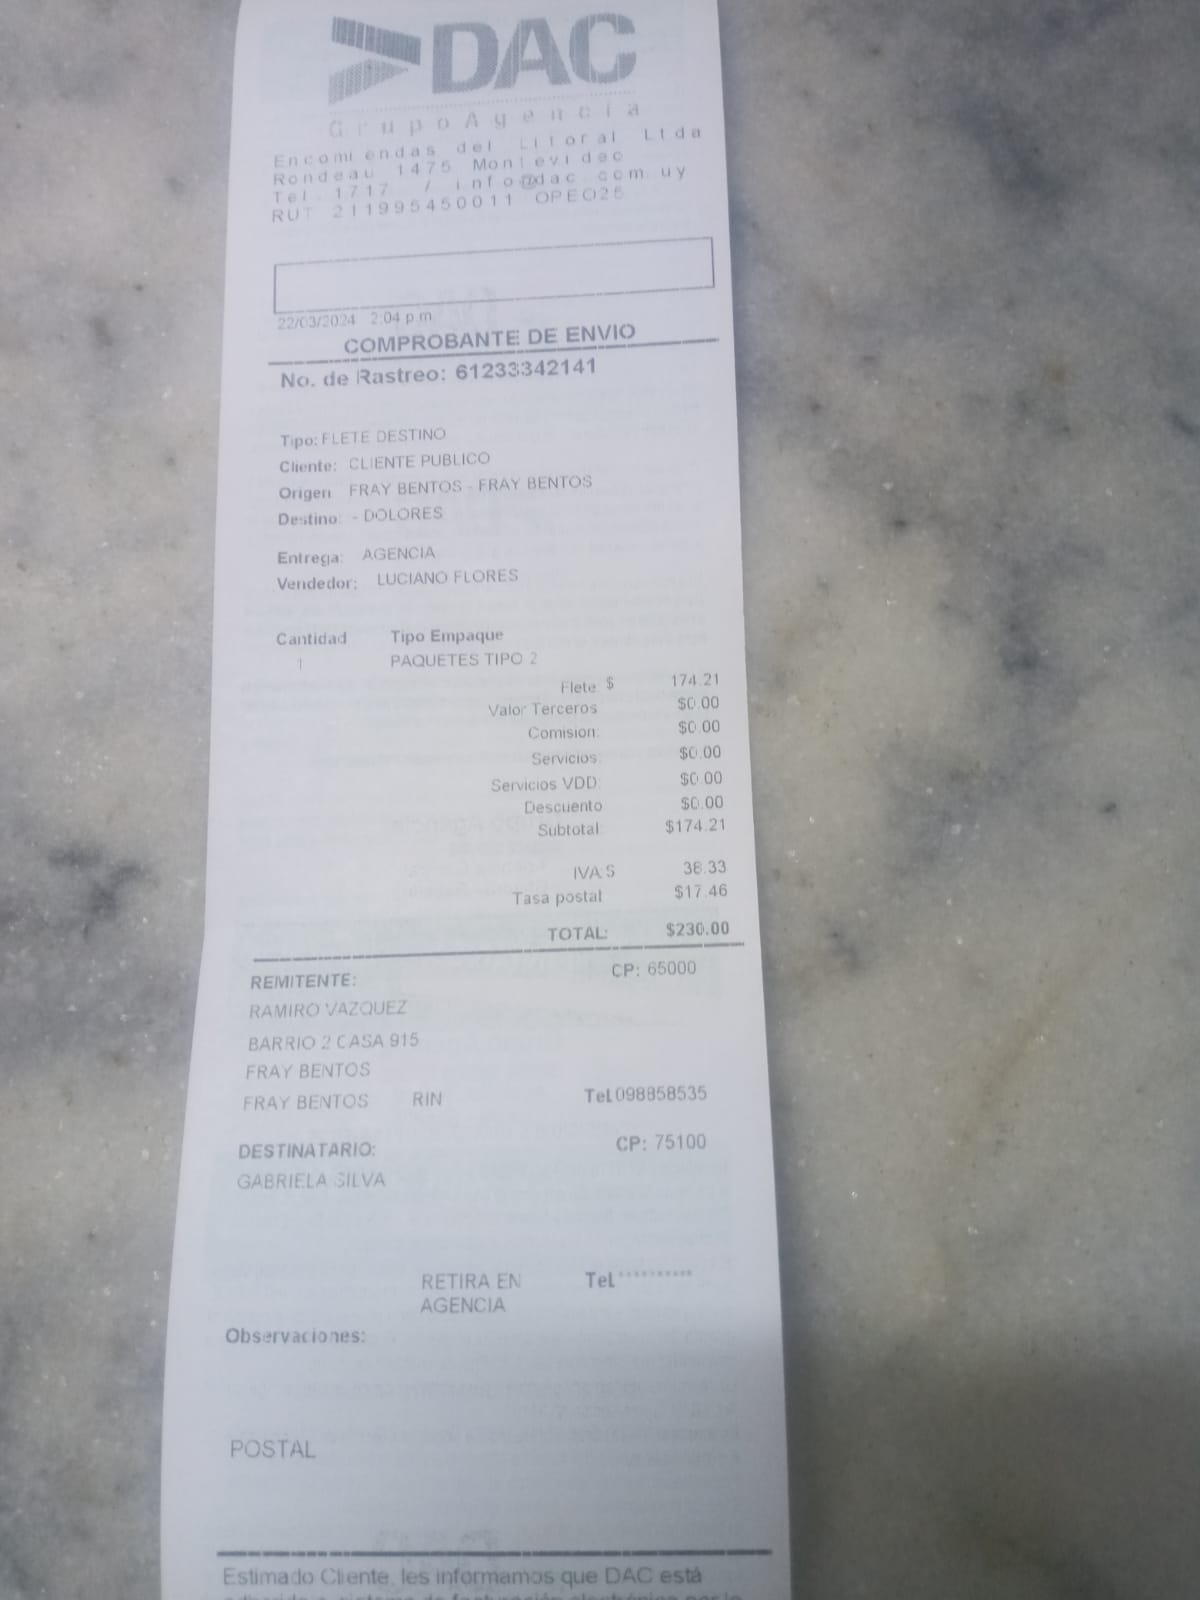 DAC
GrupoAgencia
Encomiendas del Litoral Ltda
Rondeau 1475 Montevideo
Tel. 1717 / info@dac.com.uy
RUT 211995450011 OPE025
22/03/2024 2:04 p.m.
COMPROBANTE DE ENVIO
No. de Rastreo: 61233342141
Tipo: FLETE DESTINO
Cliente: CLIENTE PUBLICO
Origen FRAY BENTOS - FRAY BENTOS
Destino: - DOLORES
Entrega: AGENCIA
Vendedor: LUCIANO FLORES
Cantidad Tipo Empaque
1 PAQUETES TIPO 2
Flete $ 174.21
Valor Terceros $0.00
Comision: $0.00
Servicios: $0.00
Servicios VDD: $0.00
Descuento $0.00
Subtotal: $174.21
IVA $ 38.33
Tasa postal $17.46
TOTAL: $230.00
REMITENTE: CP: 65000
RAMIRO VAZQUEZ
BARRIO 2 CASA 915
FRAY BENTOS
FRAY BENTOS RIN Tel.098858535
DESTINATARIO: CP: 75100
GABRIELA SILVA
RETIRA EN Tel.**********
AGENCIA
Observaciones:
POSTAL
Estimado Cliente, les informamos que DAC está